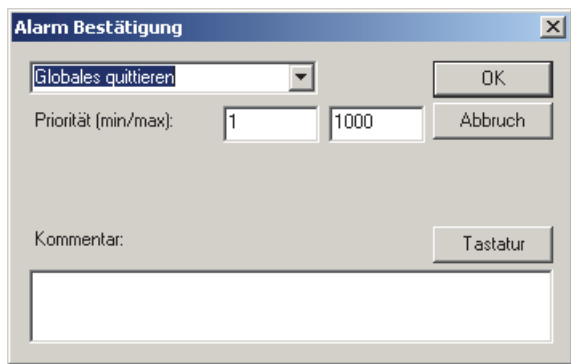 Alarm Bestätigung
Globales quittieren
OK
Priorität (min/max):
1
1000
Abbruch
Kommentar:
Tastatur